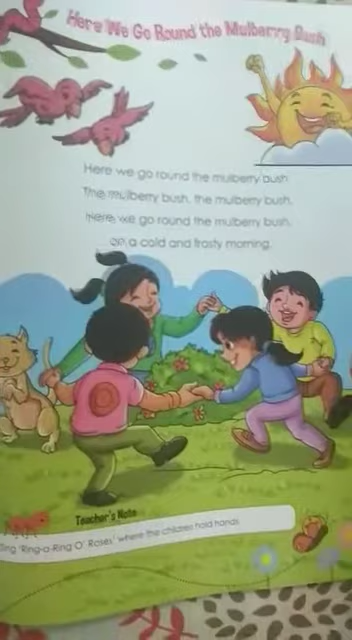 Here We Go Round the Mulberry Bush
Here we go round the mulberry bush
The mulberry bush, the mulberry bush,
Here we go round the mulberry bush,
on a cold and frosty morning.
Teacher's Note
'Ring-a-Ring O' Roses' where the children hold hands